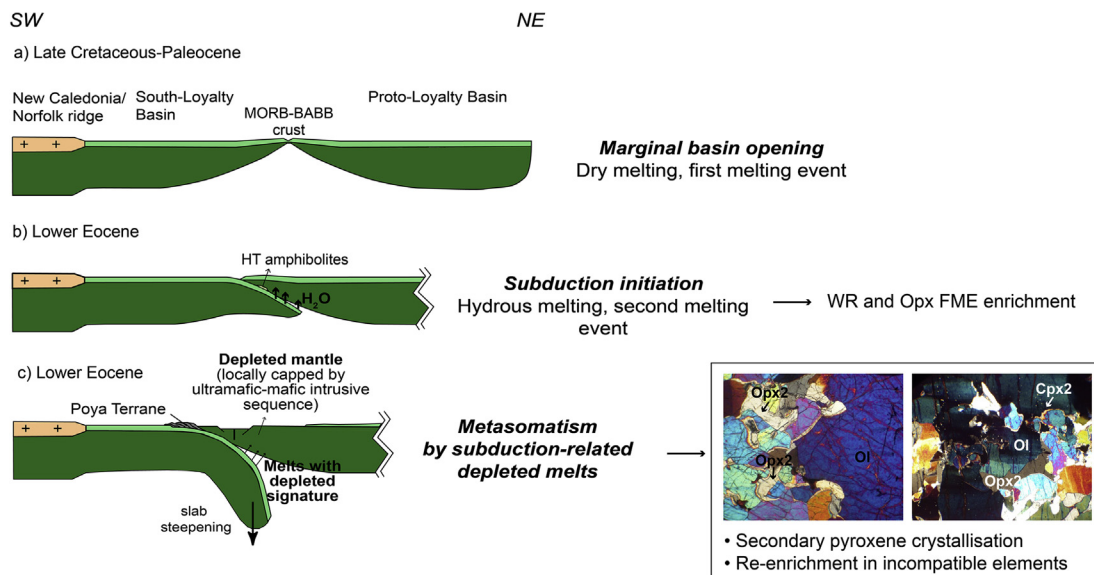 SW
NE
a) Late Cretaceous-Paleocene
New Caledonia/
Norfolk ridge
South-Loyalty
Basin
MORB-BABB
crust
Proto-Loyalty Basin
+ +
Marginal basin opening
Dry melting, first melting event
b) Lower Eocene
HT amphibolites
+ +
H₂O
Subduction initiation
Hydrous melting, second melting
event
WR and Opx FME enrichment
c) Lower Eocene
Depleted mantle
(locally capped by
ultramafic-mafic intrusive
sequence)
Poya Terrane
+ +
Melts with
depleted
signature
slab
steepening
Metasomatism
by subduction-related
depleted melts
Opx2
Opx2
Ol
Cpx2
Ol
Opx2
• Secondary pyroxene crystallisation
• Re-enrichment in incompatible elements